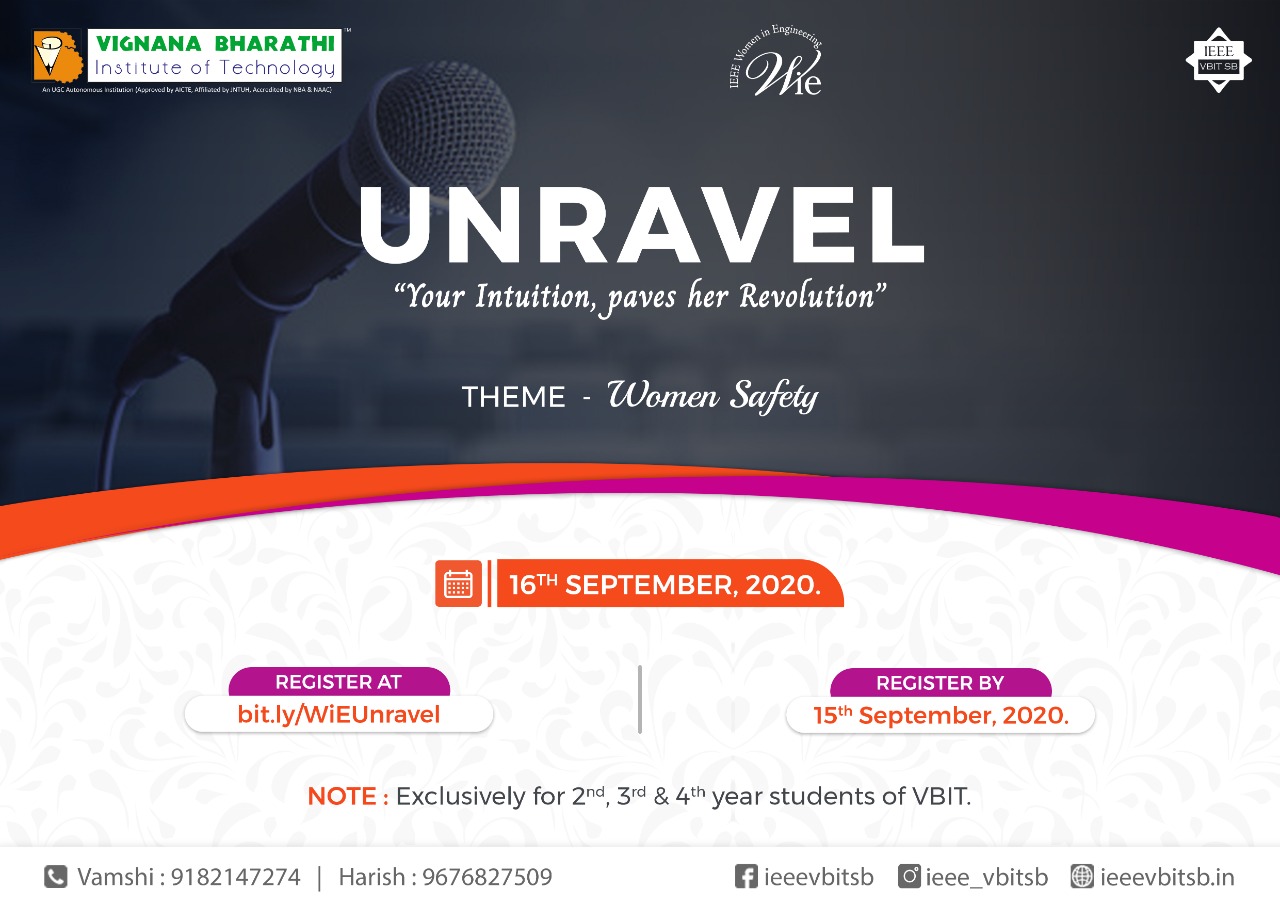 VIGNANA BHARATHI
Institute of Technology
TM
An UGC Autonomous Institution (Approved by AICTE, Affiliated by JNTUH, Accredited by NBA & NAAC)
IEEE Women in Engineering
Wie
IEEE
VBIT SB
UNRAVEL
“Your Intuition, paves her Revolution”
THEME - Women Safety
16TH SEPTEMBER, 2020.
REGISTER AT
bit.ly/WiEUnravel
REGISTER BY
15th September, 2020.
NOTE : Exclusively for 2nd, 3rd & 4th year students of VBIT.
Vamshi : 9182147274 | Harish : 9676827509
ieeevbitsb ieee_vbitsb ieeevbitsb.in